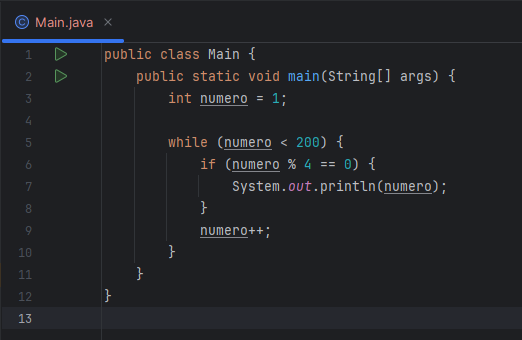 Main.java
1 public class Main {
2     public static void main(String[] args) {
3         int numero = 1;
4
5         while (numero < 200) {
6             if (numero % 4 == 0) {
7                 System.out.println(numero);
8             }
9             numero++;
10         }
11     }
12 }
13